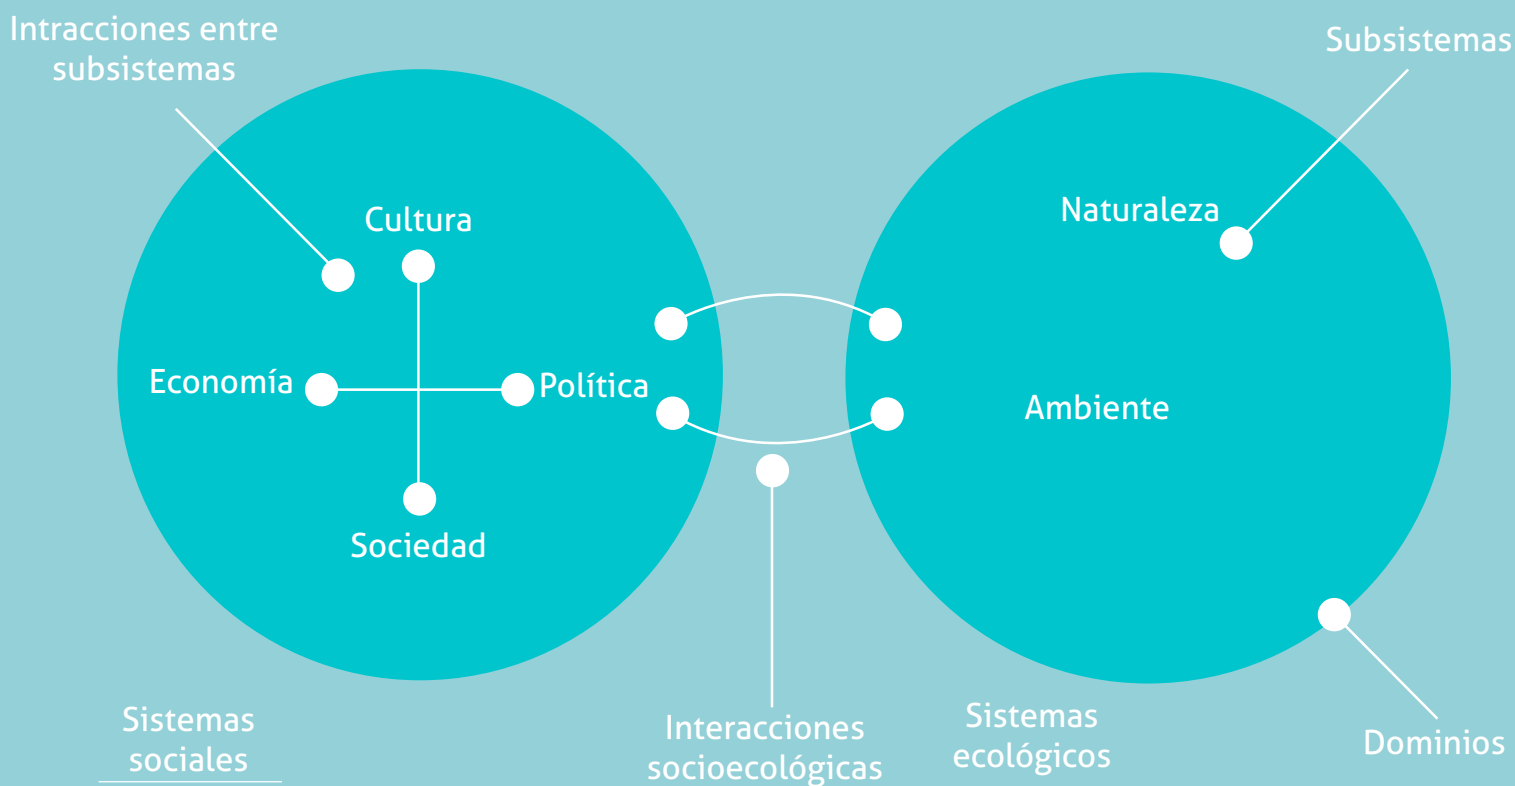 Intracciones entre
subsistemas
Subsistemas
Cultura
Naturaleza
Economía
Política
Ambiente
Sociedad
Sistemas
sociales
Interacciones
socioecológicas
Sistemas
ecológicos
Dominios